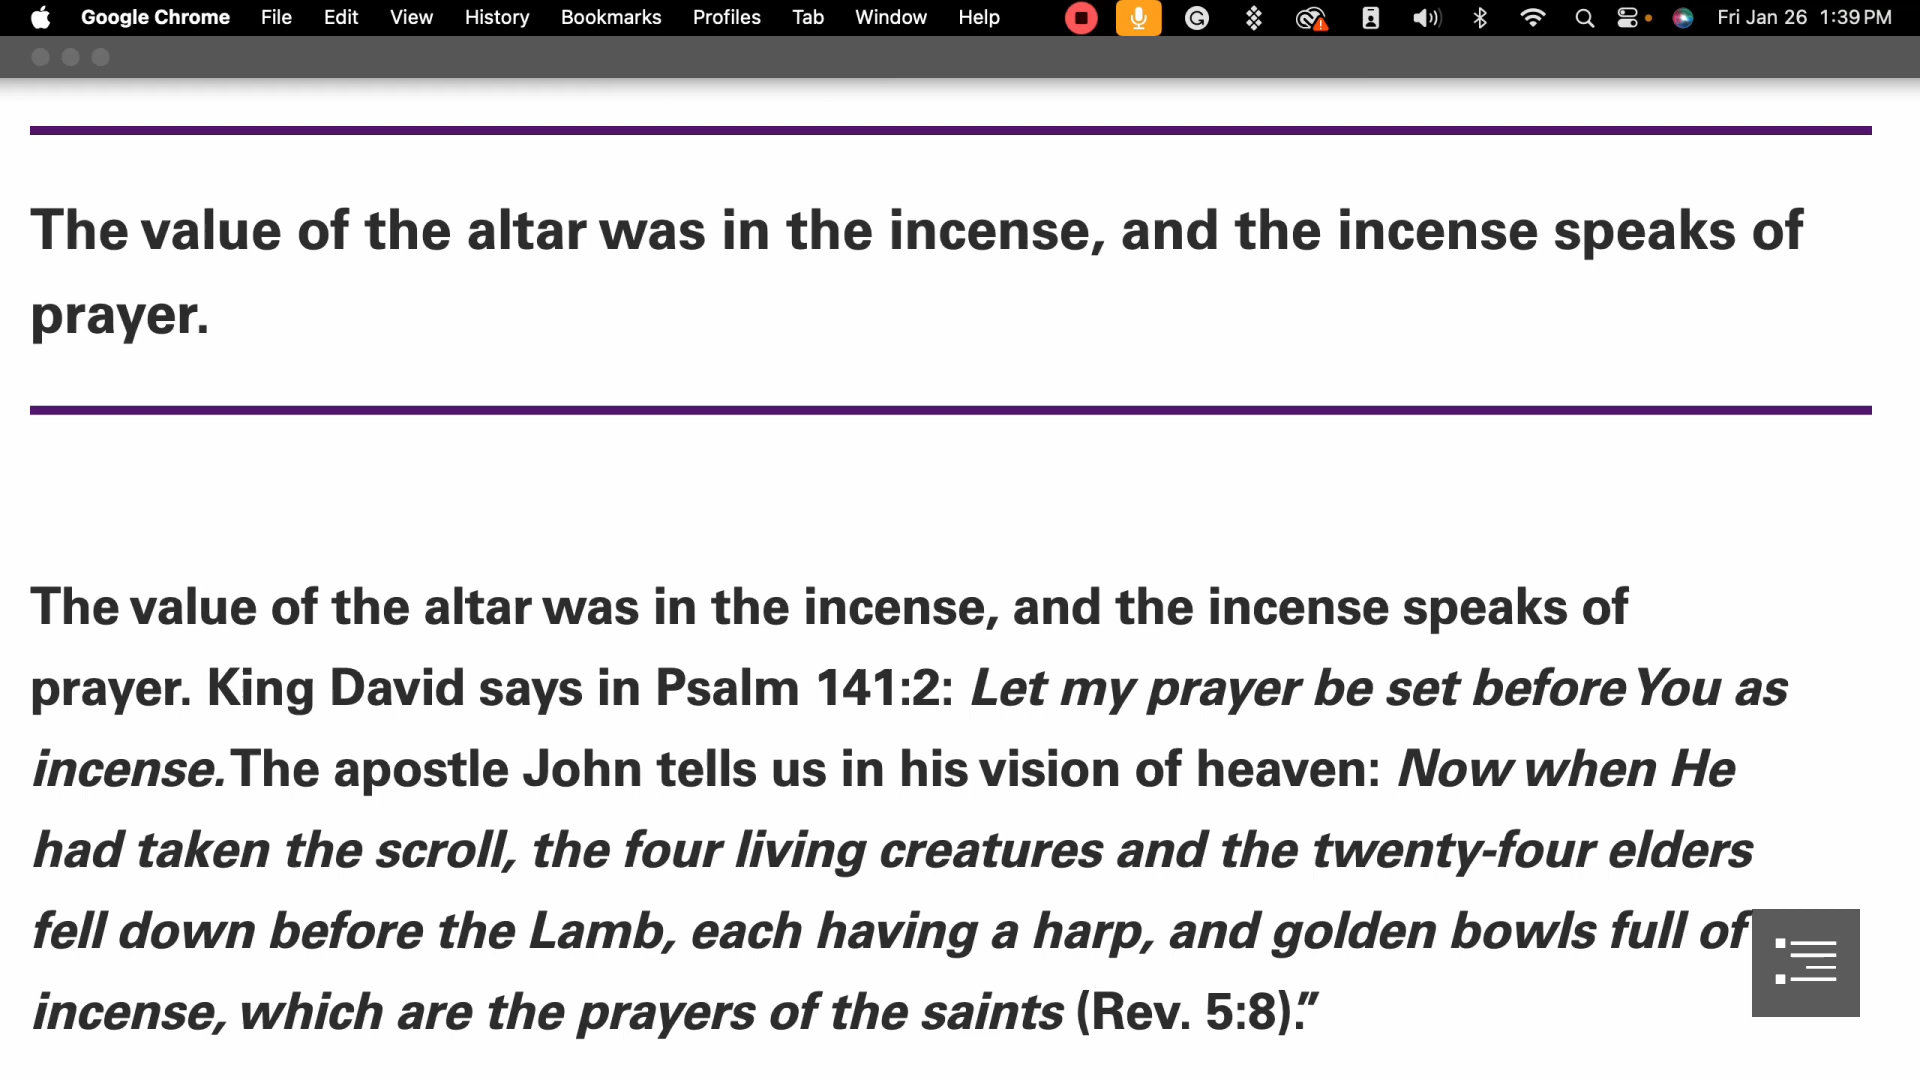 Google Chrome File Edit View History Bookmarks Profiles Tab Window Help Fri Jan 26 1:39 PM
The value of the altar was in the incense, and the incense speaks of
prayer.
The value of the altar was in the incense, and the incense speaks of
prayer. King David says in Psalm 141:2: Let my prayer be set before You as
incense. The apostle John tells us in his vision of heaven: Now when He
had taken the scroll, the four living creatures and the twenty-four elders
fell down before the Lamb, each having a harp, and golden bowls full of
incense, which are the prayers of the saints (Rev. 5:8).”